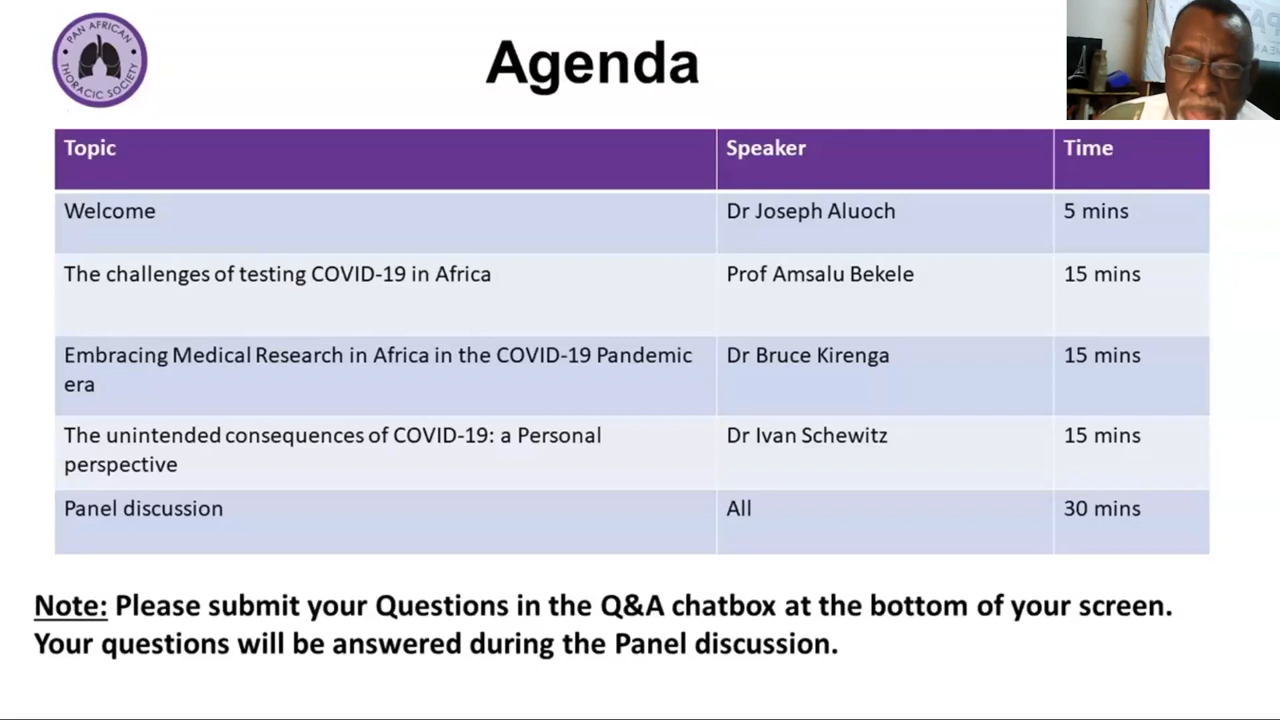 PAN AFRICAN
THORACIC SOCIETY
Agenda
Topic Speaker Time
Welcome Dr Joseph Aluoch 5 mins
The challenges of testing COVID-19 in Africa Prof Amsalu Bekele 15 mins
Embracing Medical Research in Africa in the COVID-19 Pandemic Dr Bruce Kirenga 15 mins
era
The unintended consequences of COVID-19: a Personal Dr Ivan Schewitz 15 mins
perspective
Panel discussion All 30 mins
Note: Please submit your Questions in the Q&A chatbox at the bottom of your screen.
Your questions will be answered during the Panel discussion.